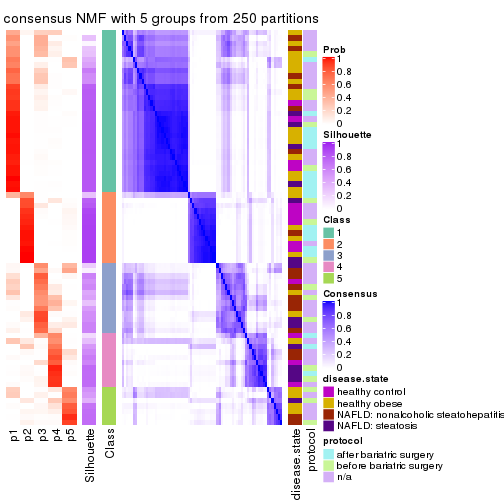 consensus NMF with 5 groups from 250 partitions
Prob
1
0.8
0.6
0.4
0.2
0
Silhouette
1
0.8
0.6
0.4
0.2
0
Class
1
2
3
4
5
Consensus
1
0.8
0.6
0.4
0.2
0
disease.state
healthy control
healthy obese
NAFLD: nonalcoholic steatohepatitis
NAFLD: steatosis
protocol
after bariatric surgery
before bariatric surgery
n/a
p1
p2
p3
p4
p5
Silhouette
Class
disease.state
protocol